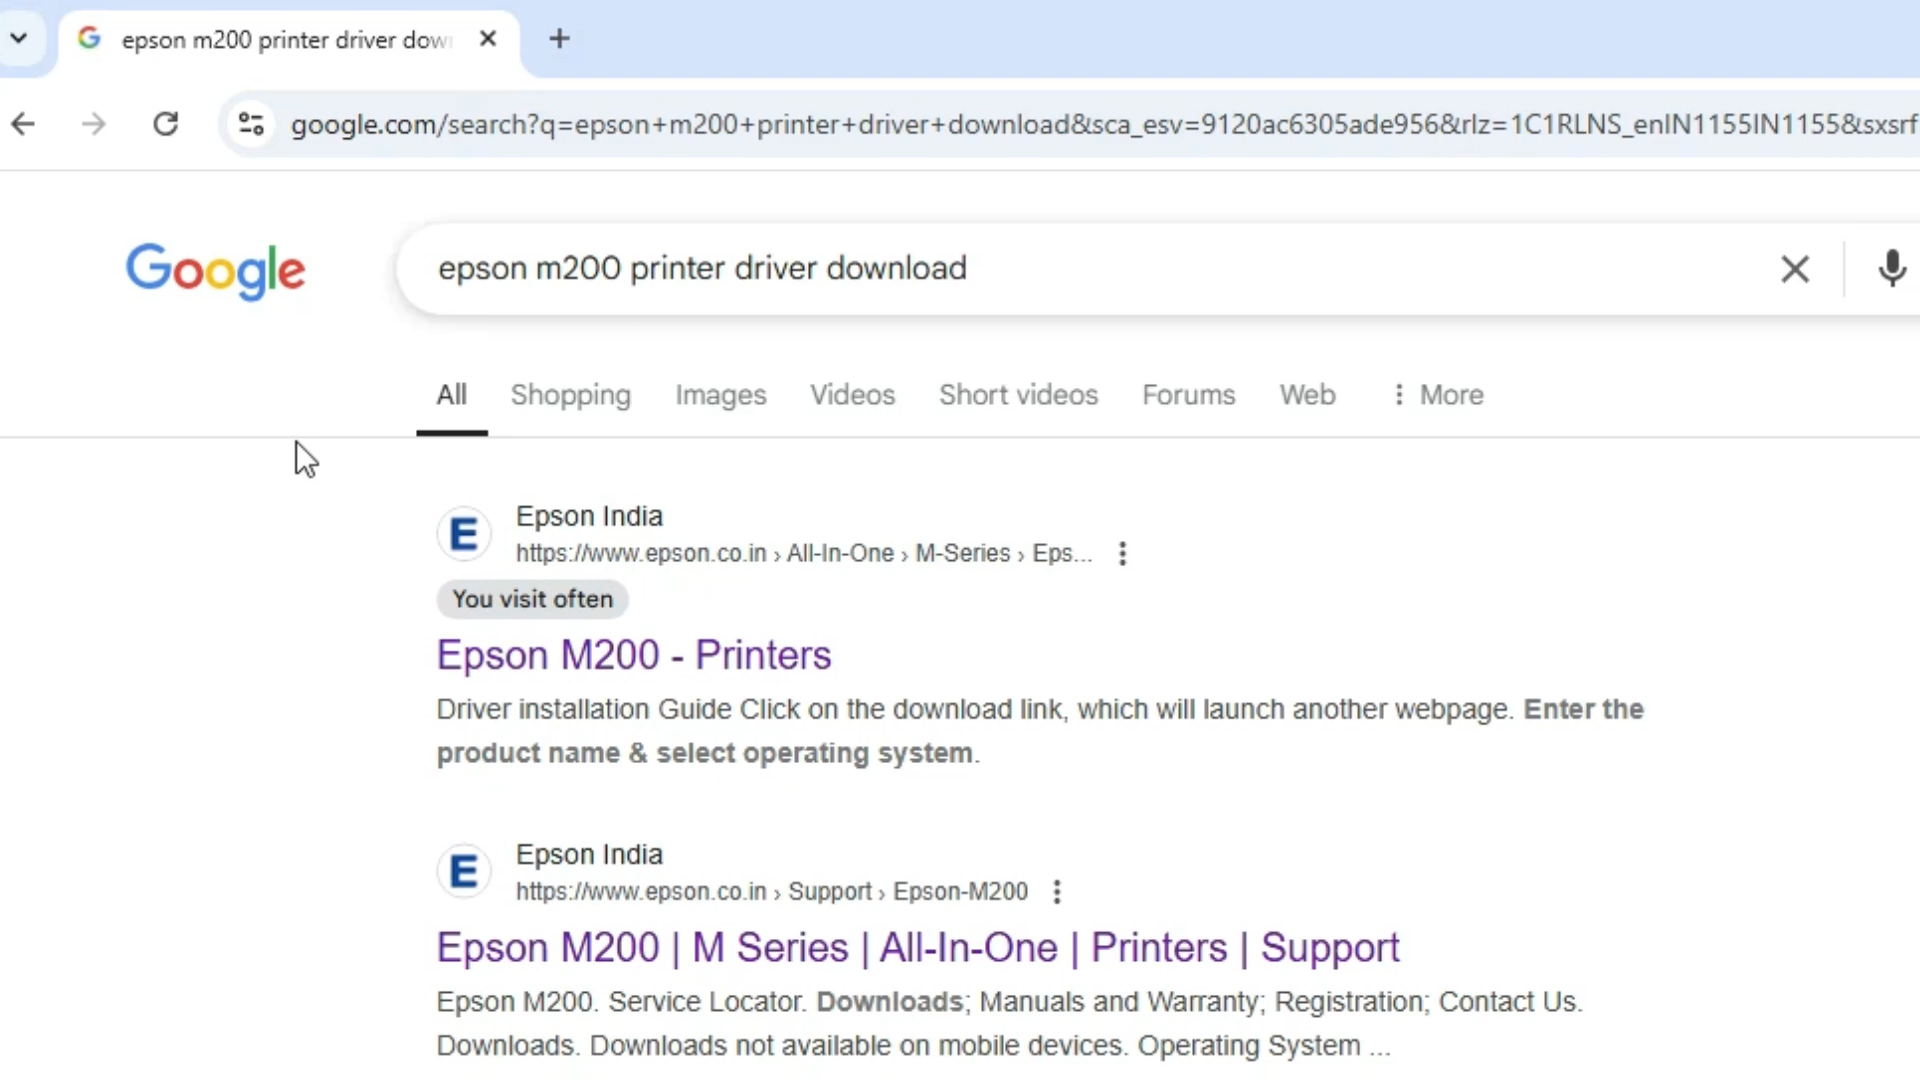 epson m200 printer driver dow
google.com/search?q=epson+m200+printer+driver+download&sca_esv=9120ac6305ade956&rlz=1C1RLNS_enIN1155IN1155&sxsrf
Google
epson m200 printer driver download
All Shopping Images Videos Short videos Forums Web More
E
Epson India
https://www.epson.co.in › All-In-One › M-Series › Eps...
You visit often
Epson M200 - Printers
Driver installation Guide Click on the download link, which will launch another webpage. Enter the
product name & select operating system.
E
Epson India
https://www.epson.co.in › Support › Epson-M200
Epson M200 | M Series | All-In-One | Printers | Support
Epson M200. Service Locator. Downloads; Manuals and Warranty; Registration; Contact Us.
Downloads. Downloads not available on mobile devices. Operating System ...